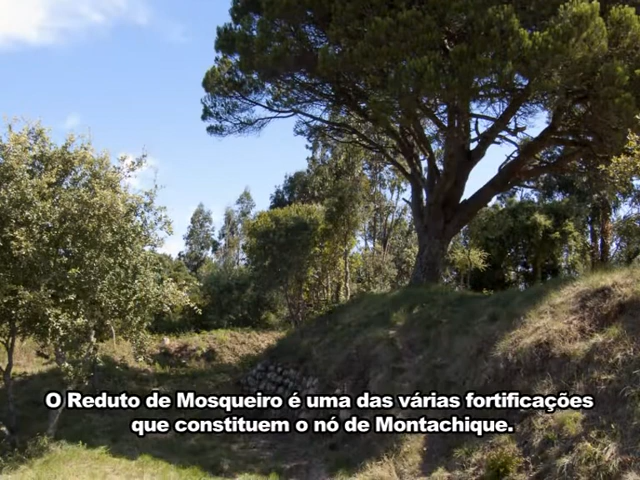 O Reduto de Mosqueiro é uma das várias fortificações
que constituem o nó de Montachique.